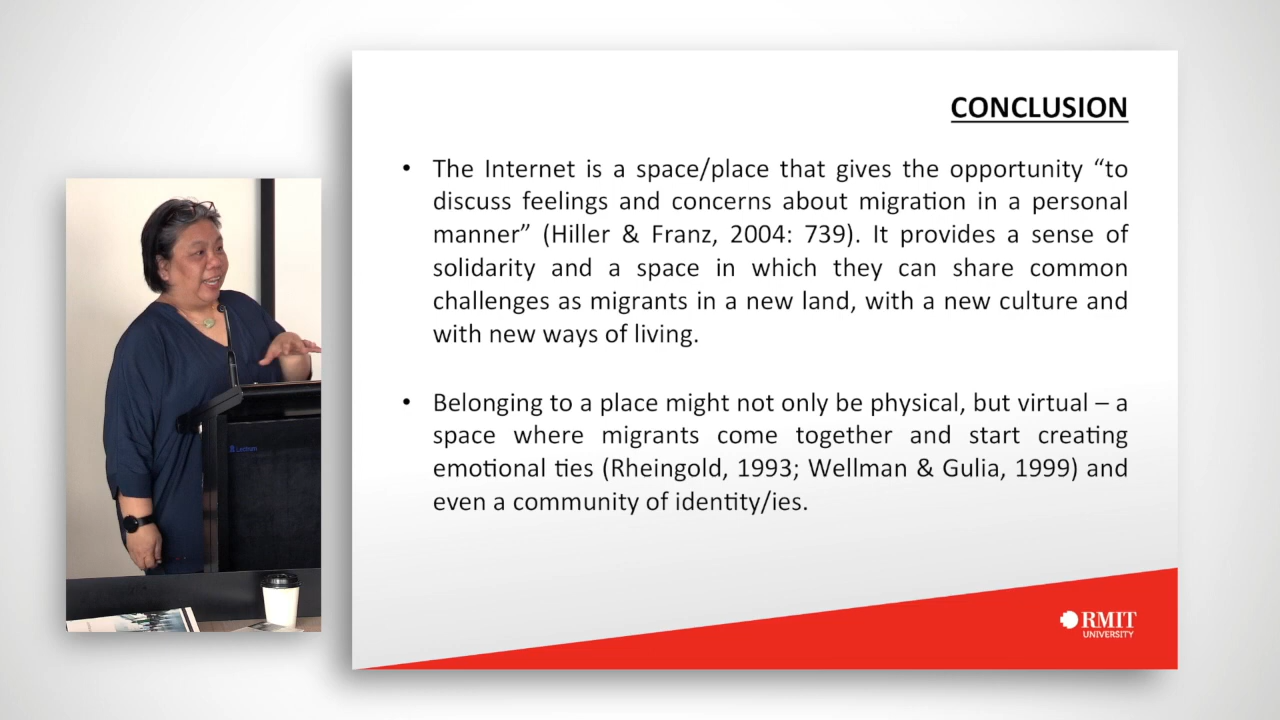 CONCLUSION
• The Internet is a space/place that gives the opportunity “to
discuss feelings and concerns about migration in a personal
manner” (Hiller & Franz, 2004: 739). It provides a sense of
solidarity and a space in which they can share common
challenges as migrants in a new land, with a new culture and
with new ways of living.
• Belonging to a place might not only be physical, but virtual – a
space where migrants come together and start creating
emotional ties (Rheingold, 1993; Wellman & Gulia, 1999) and
even a community of identity/ies.
RMIT
UNIVERSITY